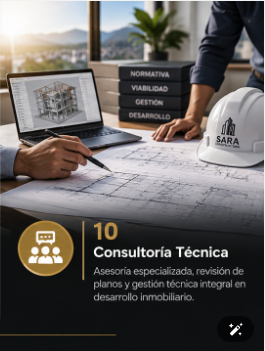 NORMATIVA
VIABILIDAD
GESTIÓN
DESARROLLO
SARA
10
Consultoría Técnica
Asesoría especializada, revisión de
planos y gestión técnica integral en
desarrollo inmobiliario.